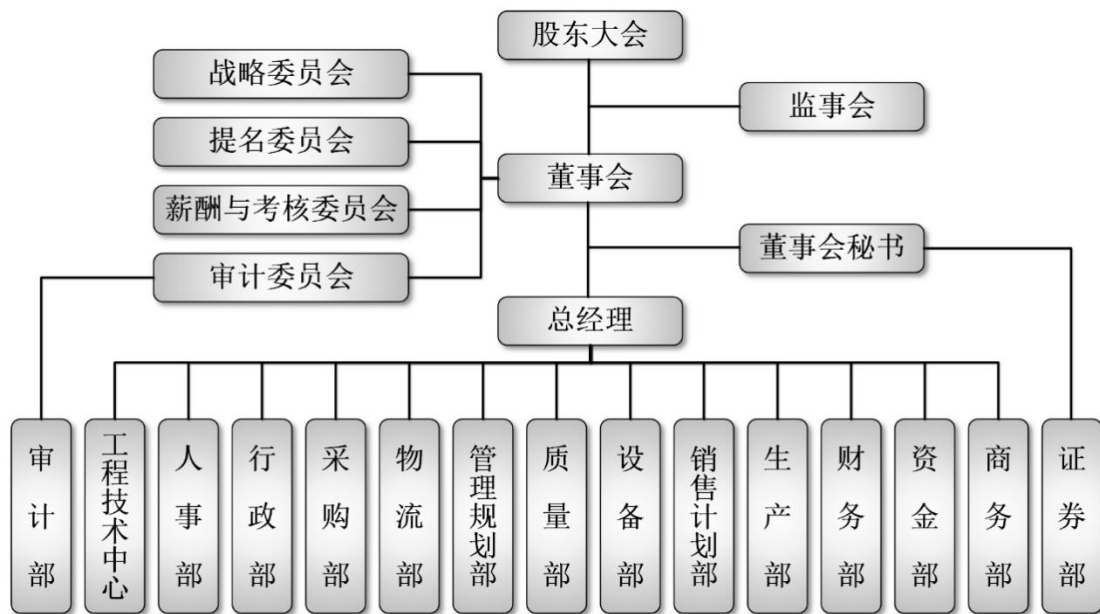 股东大会
战略委员会
监事会
提名委员会
董事会
薪酬与考核委员会
董事会秘书
审计委员会
总经理
审计部
工程技术中心
人事部
行政部
采购部
物流部
管理规划部
质量部
设备部
销售计划部
生产部
财务部
资金部
商务部
证券部